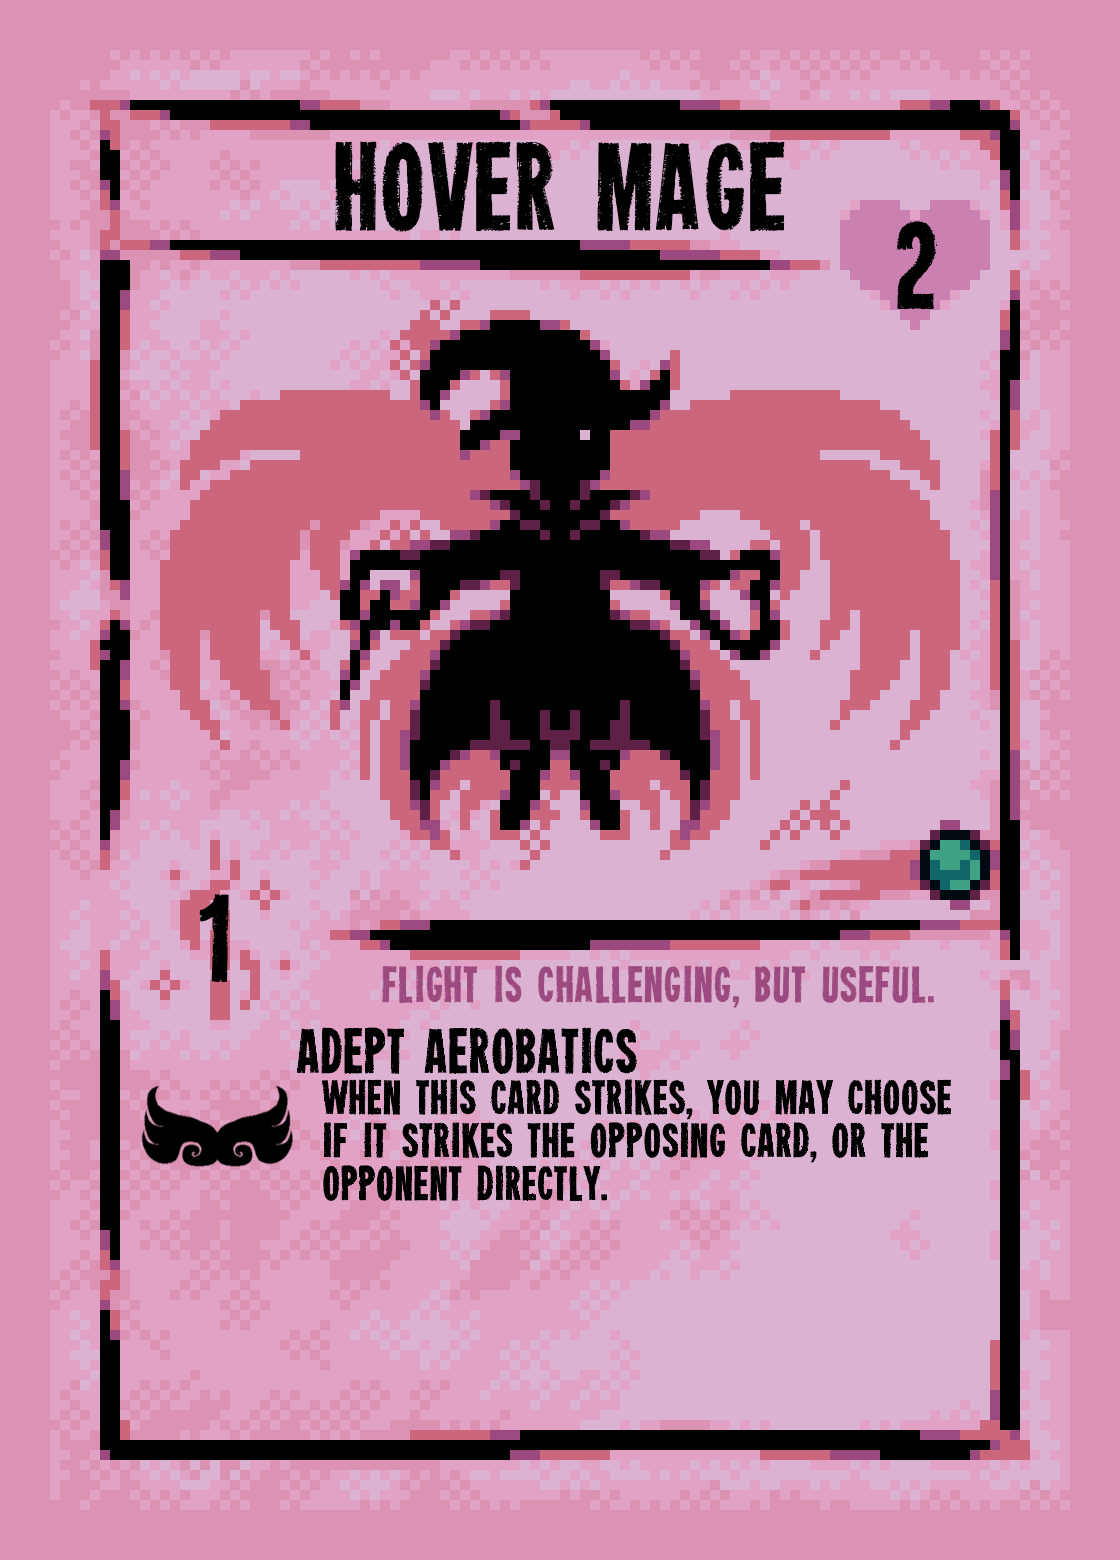 HOVER MAGE
2
1
FLIGHT IS CHALLENGING, BUT USEFUL.
ADEPT AEROBATICS
WHEN THIS CARD STRIKES, YOU MAY CHOOSE
IF IT STRIKES THE OPPOSING CARD, OR THE
OPPONENT DIRECTLY.